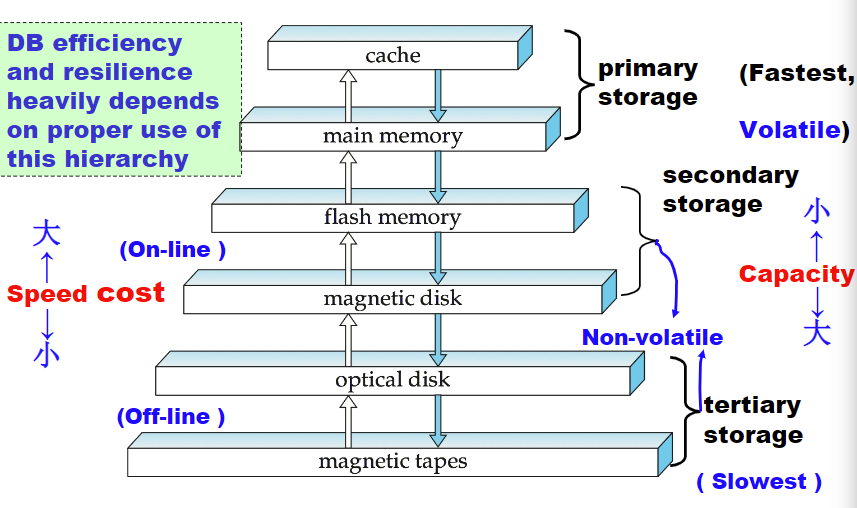 DB efficiency
and resilience
heavily depends
on proper use of
this hierarchy
cache
main memory
flash memory
magnetic disk
optical disk
magnetic tapes
primary
storage
(Fastest,
Volatile)
secondary
storage
(On-line )
大
Speed cost
小
小
Capacity
大
Non-volatile
(Off-line )
tertiary
storage
( Slowest )